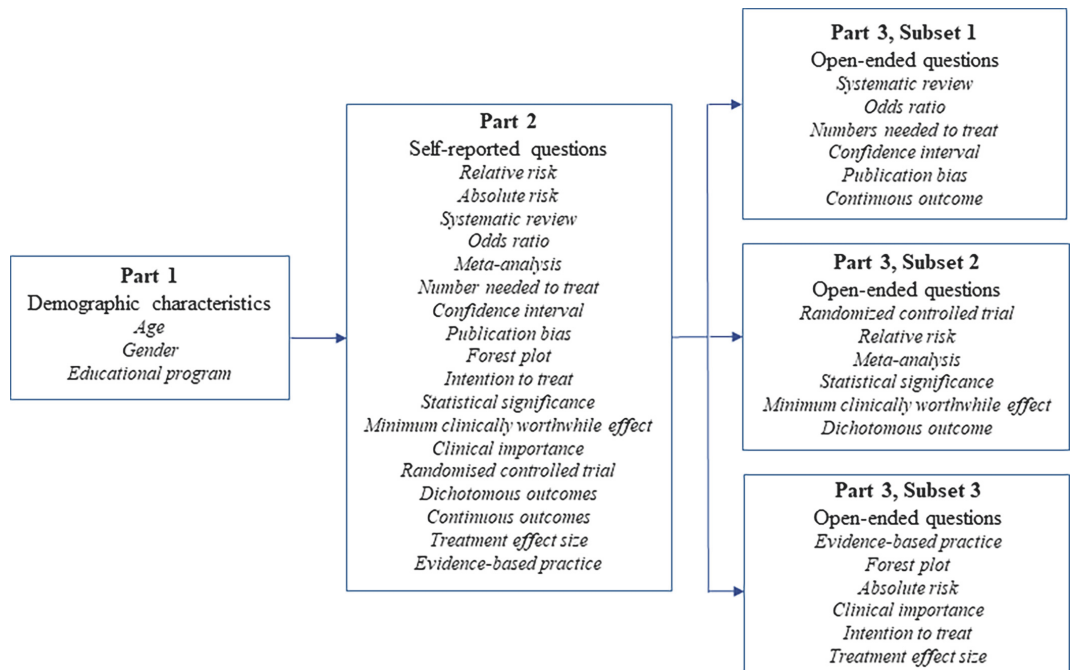 Part 1
Demographic characteristics
Age
Gender
Educational program
Part 2
Self-reported questions
Relative risk
Absolute risk
Systematic review
Odds ratio
Meta-analysis
Number needed to treat
Confidence interval
Publication bias
Forest plot
Intention to treat
Statistical significance
Minimum clinically worthwhile effect
Clinical importance
Randomised controlled trial
Dichotomous outcomes
Continuous outcomes
Treatment effect size
Evidence-based practice
Part 3, Subset 1
Open-ended questions
Systematic review
Odds ratio
Numbers needed to treat
Confidence interval
Publication bias
Continuous outcome
Part 3, Subset 2
Open-ended questions
Randomized controlled trial
Relative risk
Meta-analysis
Statistical significance
Minimum clinically worthwhile effect
Dichotomous outcome
Part 3, Subset 3
Open-ended questions
Evidence-based practice
Forest plot
Absolute risk
Clinical importance
Intention to treat
Treatment effect size